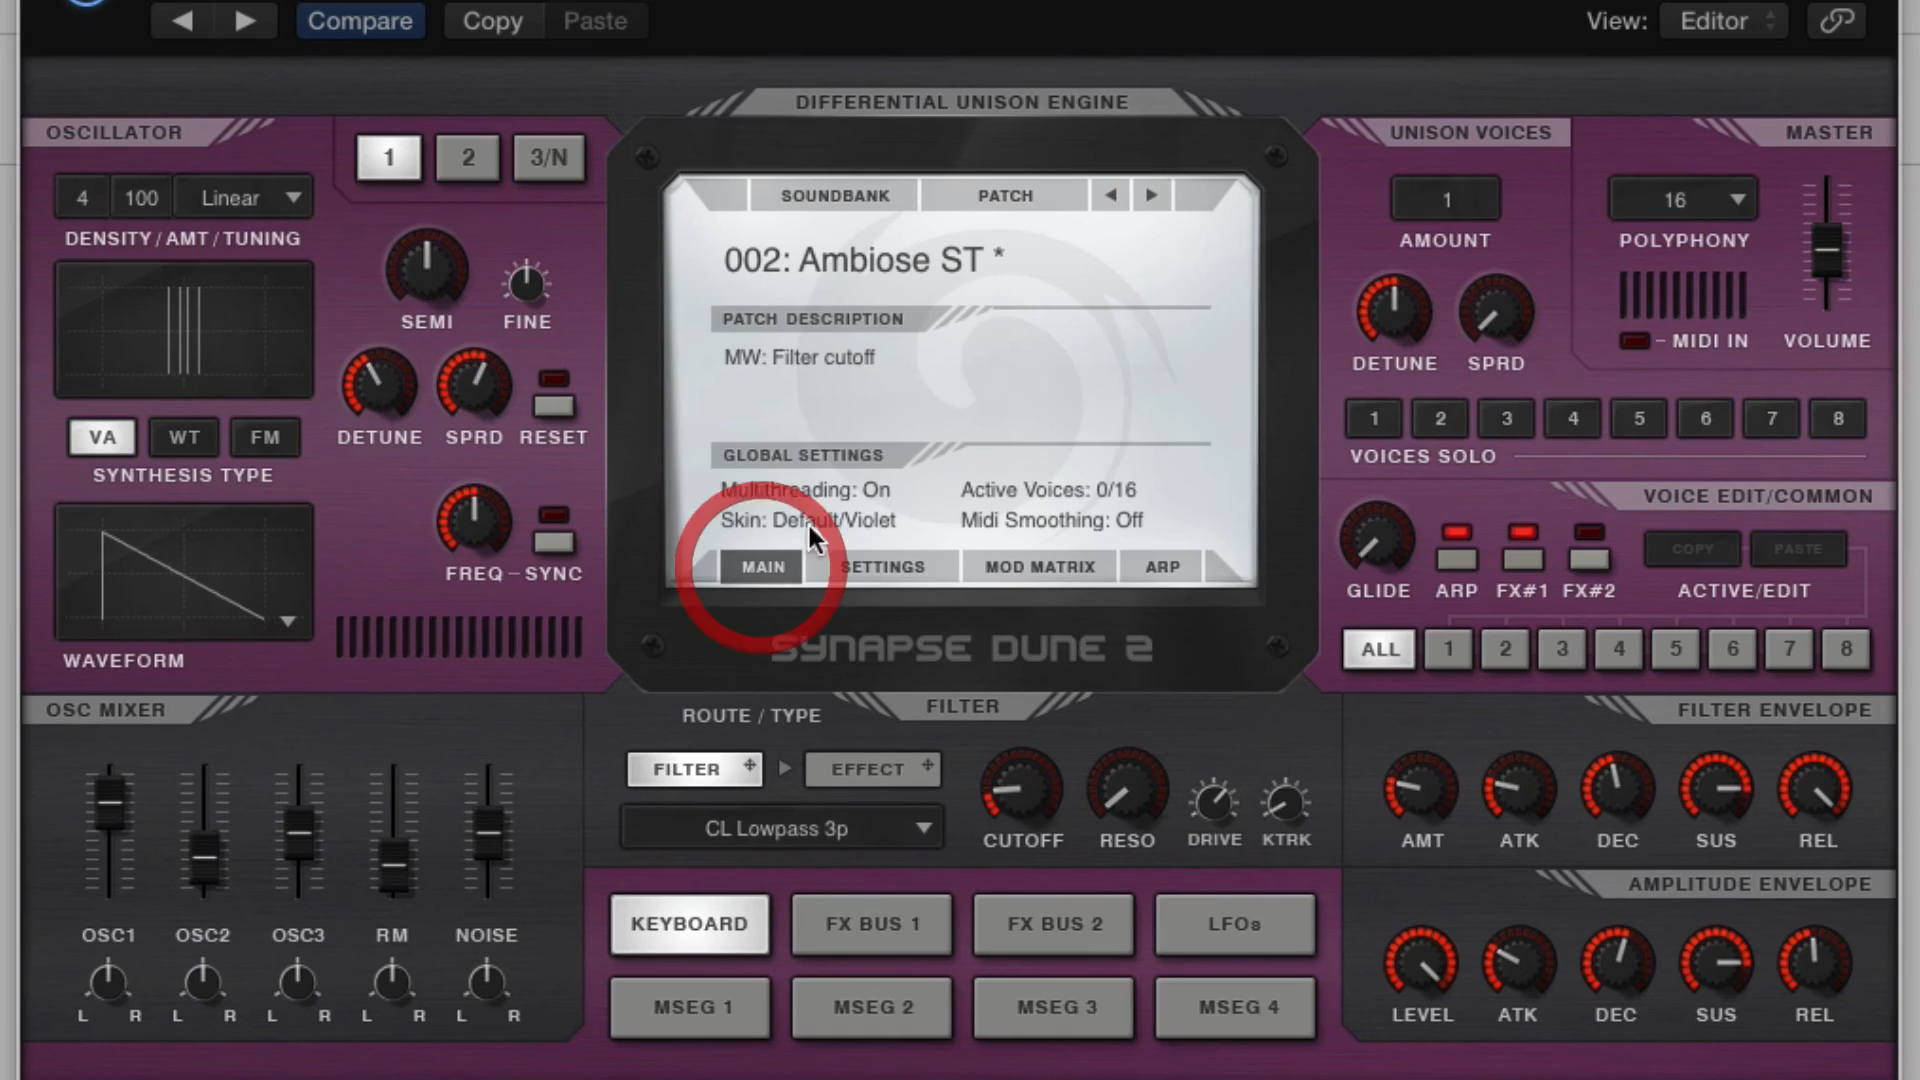 Compare
Copy
Paste
View:
Editor
DIFFERENTIAL UNISON ENGINE
OSCILLATOR
1
2
3/N
4
100
Linear
DENSITY / AMT / TUNING
SEMI
FINE
DETUNE
SPRD
RESET
VA
WT
FM
SYNTHESIS TYPE
FREQ – SYNC
WAVEFORM
SOUNDBANK
PATCH
002: Ambiose ST *
PATCH DESCRIPTION
MW: Filter cutoff
GLOBAL SETTINGS
Multithreading: On
Active Voices: 0/16
Skin: Default/Violet
Midi Smoothing: Off
MAIN
SETTINGS
MOD MATRIX
ARP
SYNAPSE DUNE 2
UNISON VOICES
MASTER
1
AMOUNT
16
POLYPHONY
DETUNE
SPRD
MIDI IN
VOLUME
1 2 3 4 5 6 7 8
VOICES SOLO
VOICE EDIT/COMMON
COPY
PASTE
GLIDE
ARP
FX#1
FX#2
ACTIVE/EDIT
ALL 1 2 3 4 5 6 7 8
OSC MIXER
OSC1
OSC2
OSC3
RM
NOISE
L R L R L R L R L R
FILTER
ROUTE / TYPE
FILTER
EFFECT
CL Lowpass 3p
CUTOFF
RESO
DRIVE
KTRK
KEYBOARD
FX BUS 1
FX BUS 2
LFOs
MSEG 1
MSEG 2
MSEG 3
MSEG 4
FILTER ENVELOPE
AMT
ATK
DEC
SUS
REL
AMPLITUDE ENVELOPE
LEVEL
ATK
DEC
SUS
REL